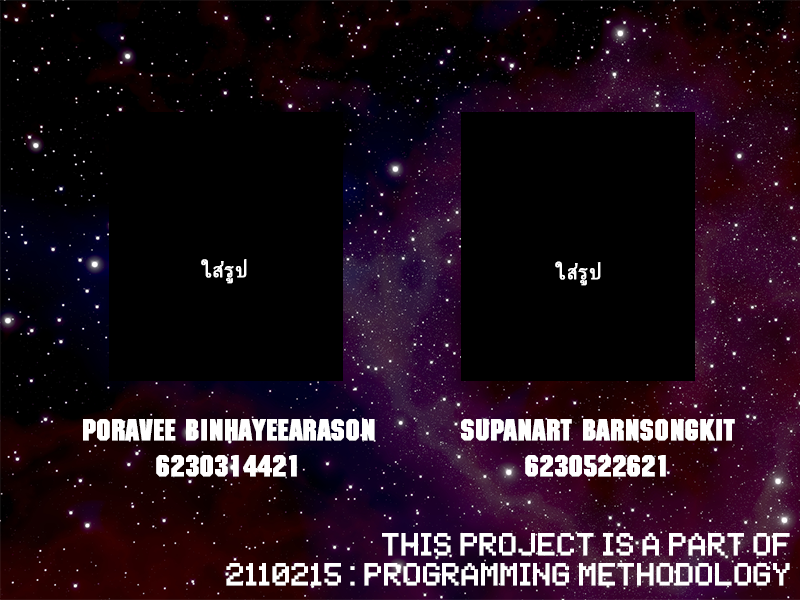 ใส่รูป
ใส่รูป
PORAVEE BINHAYEEARASON
SUPANART BARNSONGKIT
6230314421
6230522621
THIS PROJECT IS A PART OF
2110215 : PROGRAMMING METHODOLOGY